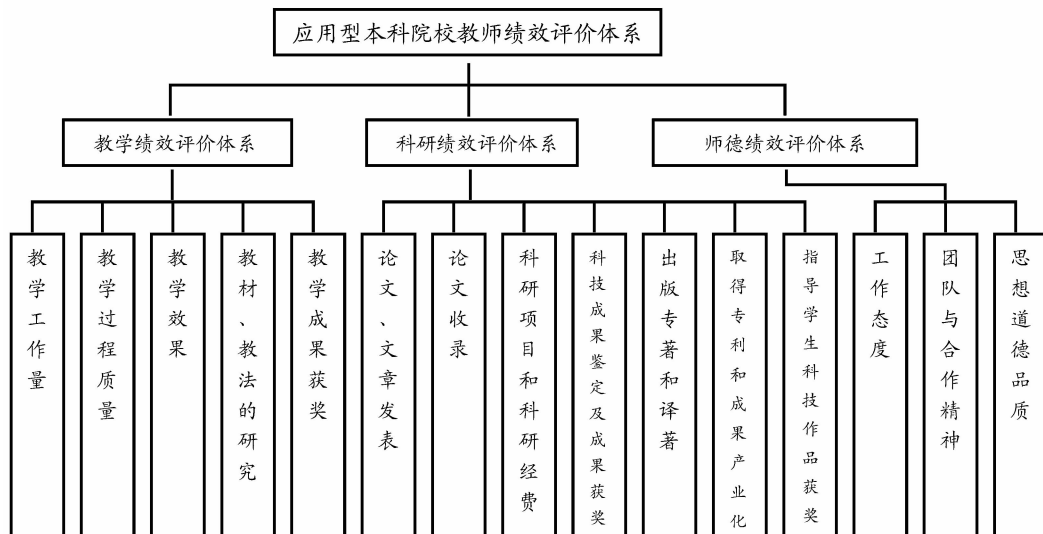 应用型本科院校教师绩效评价体系
教学绩效评价体系
科研绩效评价体系
师德绩效评价体系
教学工作量
教学过程质量
教学效果
教材、教法的研究
教学成果获奖
论文、文章发表
论文收录
科研项目和科研经费
科技成果鉴定及成果获奖
出版专著和译著
取得专利和成果产业化
指导学生科技作品获奖
工作态度
团队与合作精神
思想道德品质